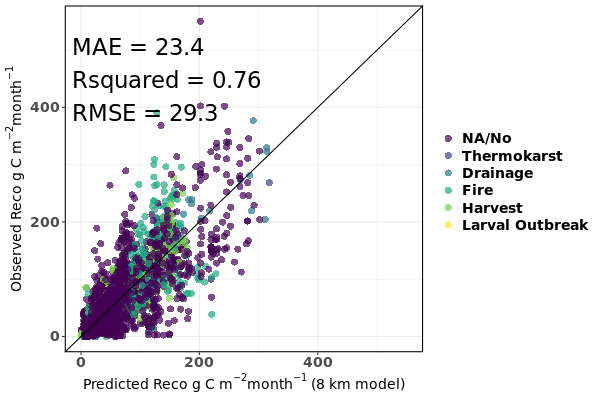 MAE = 23.4
Rsquared = 0.76
RMSE = 29.3
400
200
0
0 200 400
Observed Reco g C m⁻²month⁻¹
Predicted Reco g C m⁻²month⁻¹ (8 km model)
NA/No
Thermokarst
Drainage
Fire
Harvest
Larval Outbreak